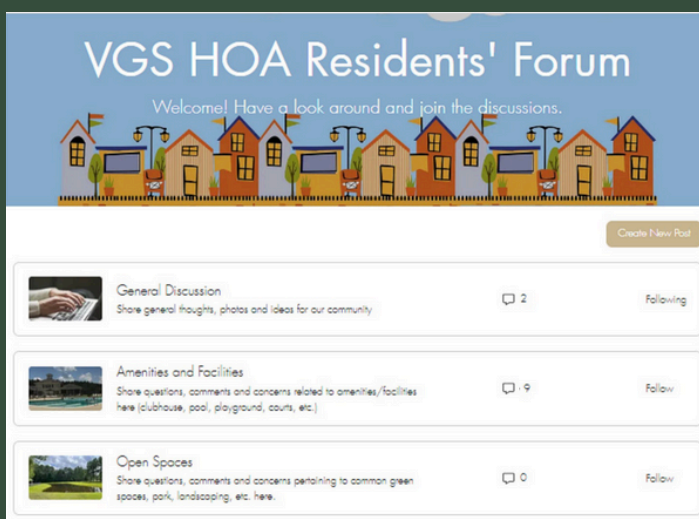 VGS HOA Residents' Forum
Welcome! Have a look around and join the discussions.
Create New Post
General Discussion
Share general thoughts, photos and ideas for our community
2
Following
Amenities and Facilities
Share questions, comments and concerns related to amenities/facilities
here (clubhouse, pool, playground, courts, etc.)
9
Follow
Open Spaces
Share questions, comments and concerns pertaining to common green
spaces, park, landscaping, etc. here.
0
Follow